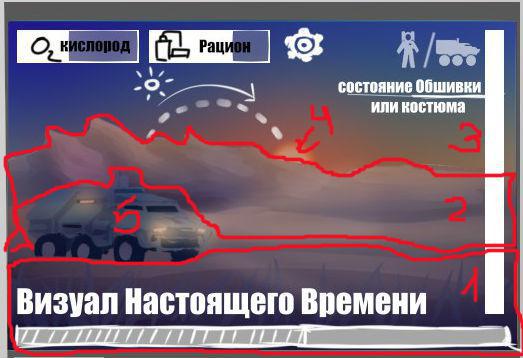 O2 кислород
Рацион
состояние Обшивки
или костюма
4
3
5
2
1
Визуал Настоящего Времени